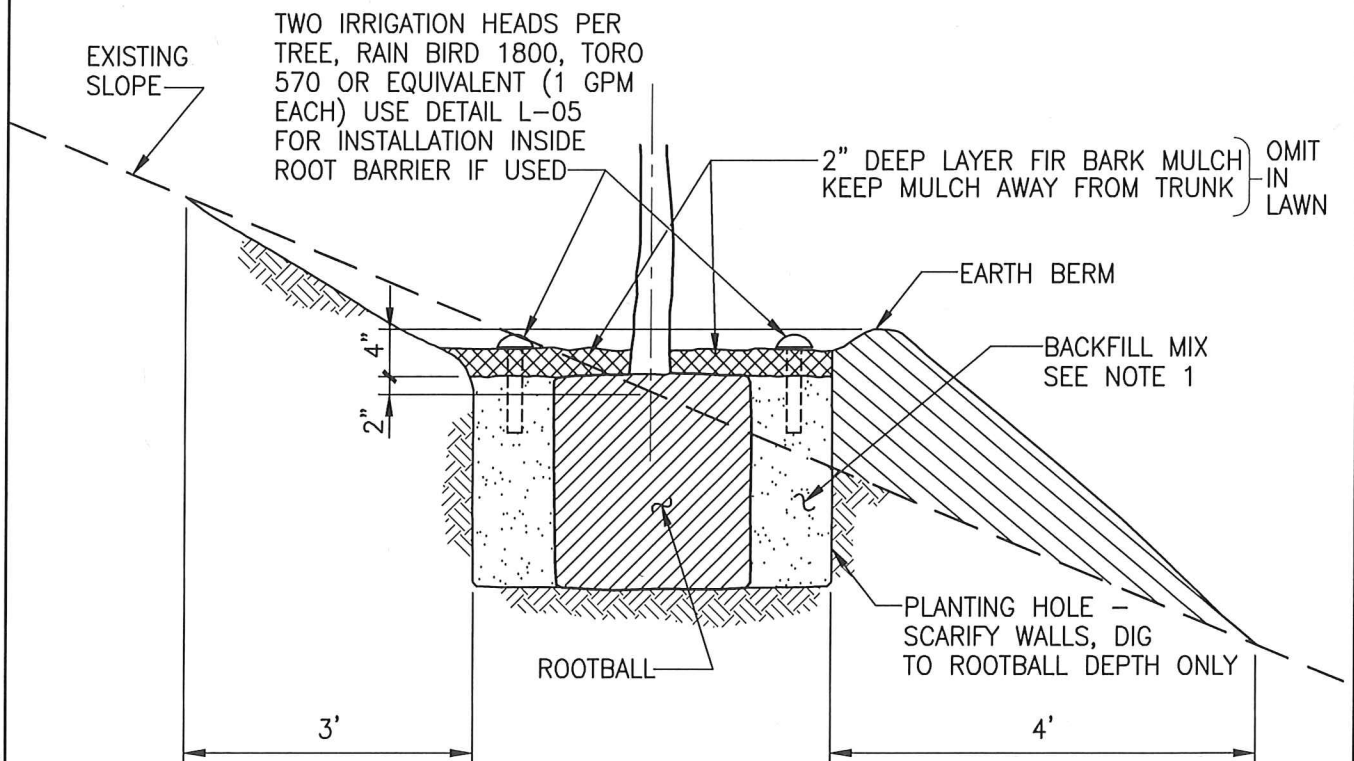 TWO IRRIGATION HEADS PER
TREE, RAIN BIRD 1800, TORO
570 OR EQUIVALENT (1 GPM
EACH) USE DETAIL L-05
FOR INSTALLATION INSIDE
ROOT BARRIER IF USED
EXISTING
SLOPE
2" DEEP LAYER FIR BARK MULCH
KEEP MULCH AWAY FROM TRUNK
OMIT
IN
LAWN
EARTH BERM
BACKFILL MIX
SEE NOTE 1
4"
2"
PLANTING HOLE –
SCARIFY WALLS, DIG
TO ROOTBALL DEPTH ONLY
ROOTBALL
3'
4'